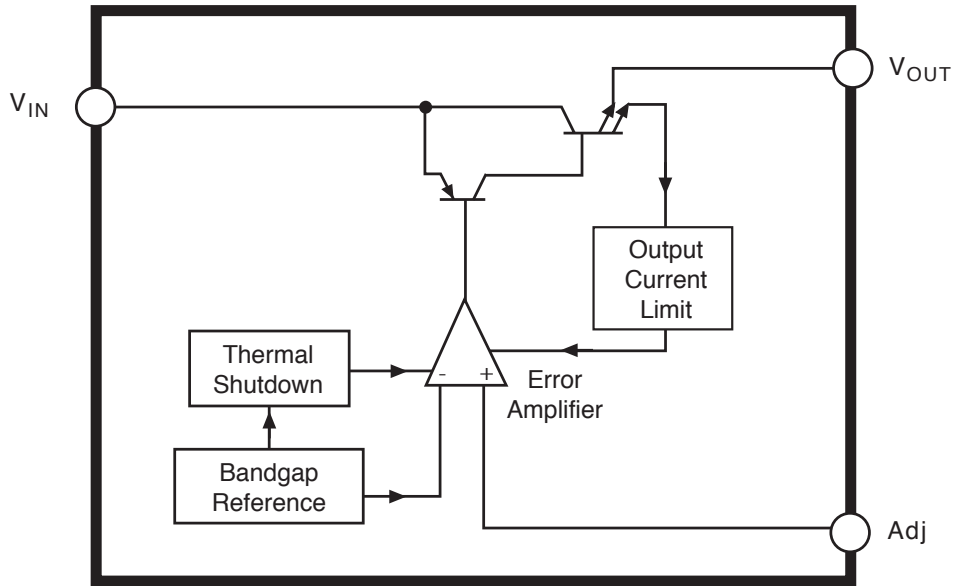 V_OUT
V_IN
Output
Current
Limit
Thermal
Shutdown
- +
Error
Amplifier
Bandgap
Reference
Adj